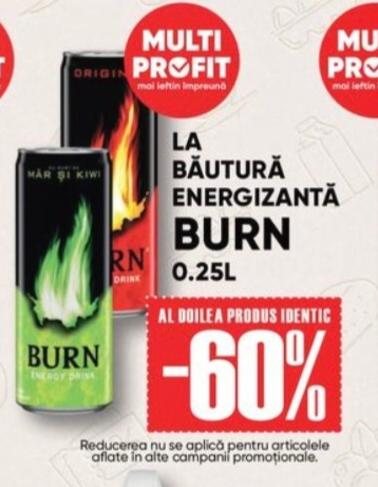 MULTI
PROFIT
mai ieftin împreună
MU
PRO
mai ieftin
T
ORIGIN
LA
BĂUTURĂ
ENERGIZANTĂ
BURN
0.25L
MĂR ȘI KIWI
RN
DRINK
BURN
ENERGY DRINK
AL DOILEA PRODUS IDENTIC
-60%
Reducerea nu se aplică pentru articolele
aflate în alte campanii promoționale.